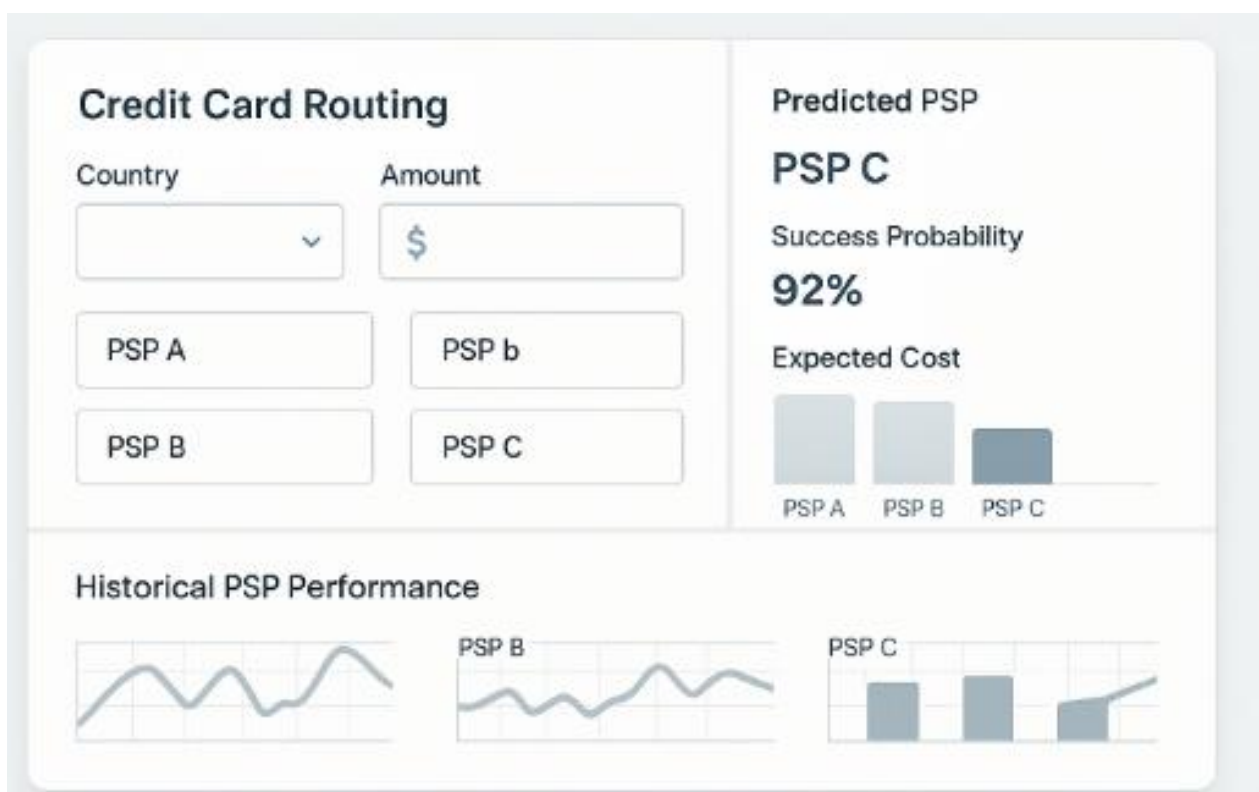 Credit Card Routing
Country
Amount
$
PSP A
PSP b
PSP B
PSP C
Predicted PSP
PSP C
Success Probability
92%
Expected Cost
PSP A
PSP B
PSP C
Historical PSP Performance
PSP B
PSP C